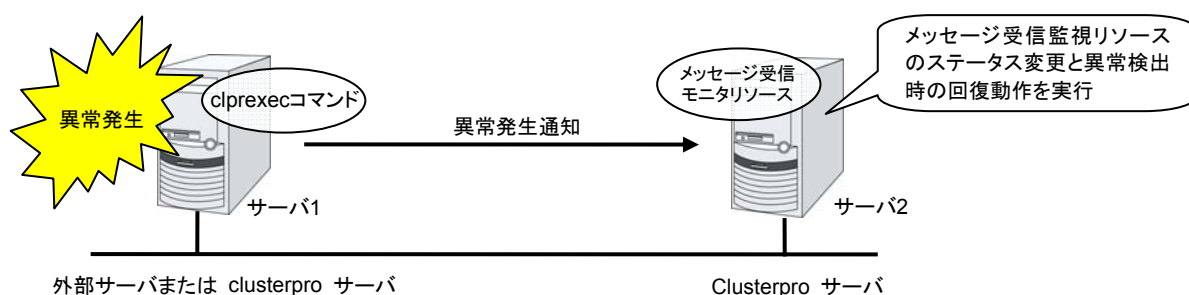 異常発生
clprexecコマンド
異常発生通知
メッセージ受信
モニタリソース
メッセージ受信監視リソース
のステータス変更と異常検出
時の回復動作を実行
サーバ1
サーバ2
外部サーバまたは clusterpro サーバ
Clusterpro サーバ